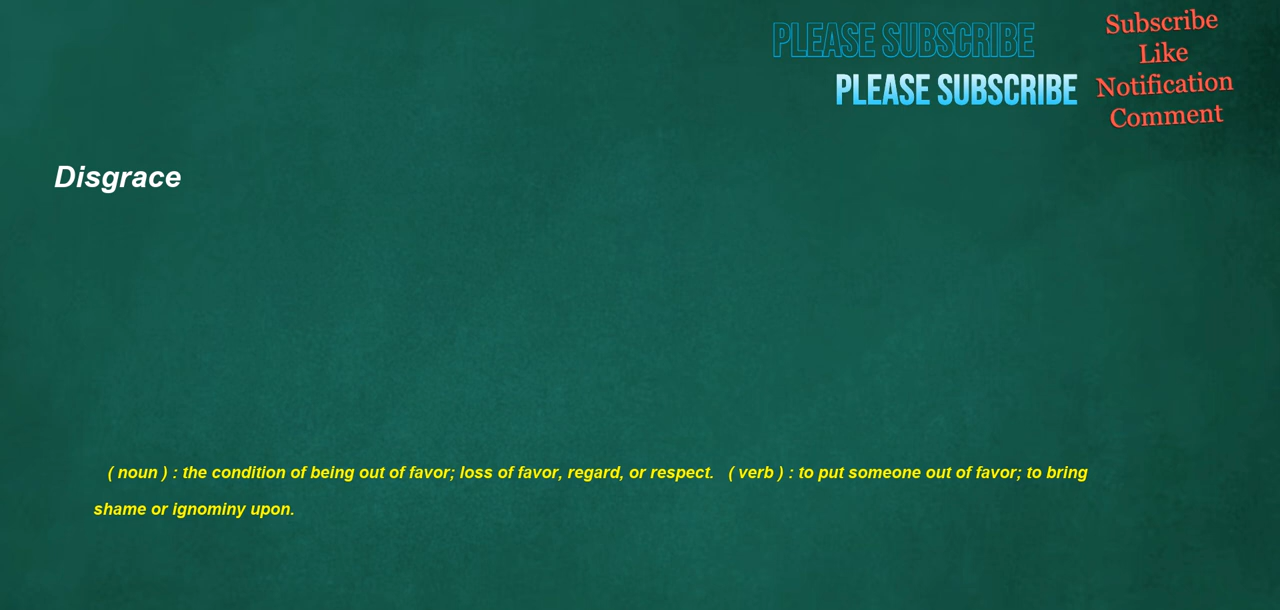 PLEASE SUBSCRIBE
PLEASE SUBSCRIBE
Subscribe
Like
Notification
Comment
Disgrace
( noun ) : the condition of being out of favor; loss of favor, regard, or respect. ( verb ) : to put someone out of favor; to bring
shame or ignominy upon.